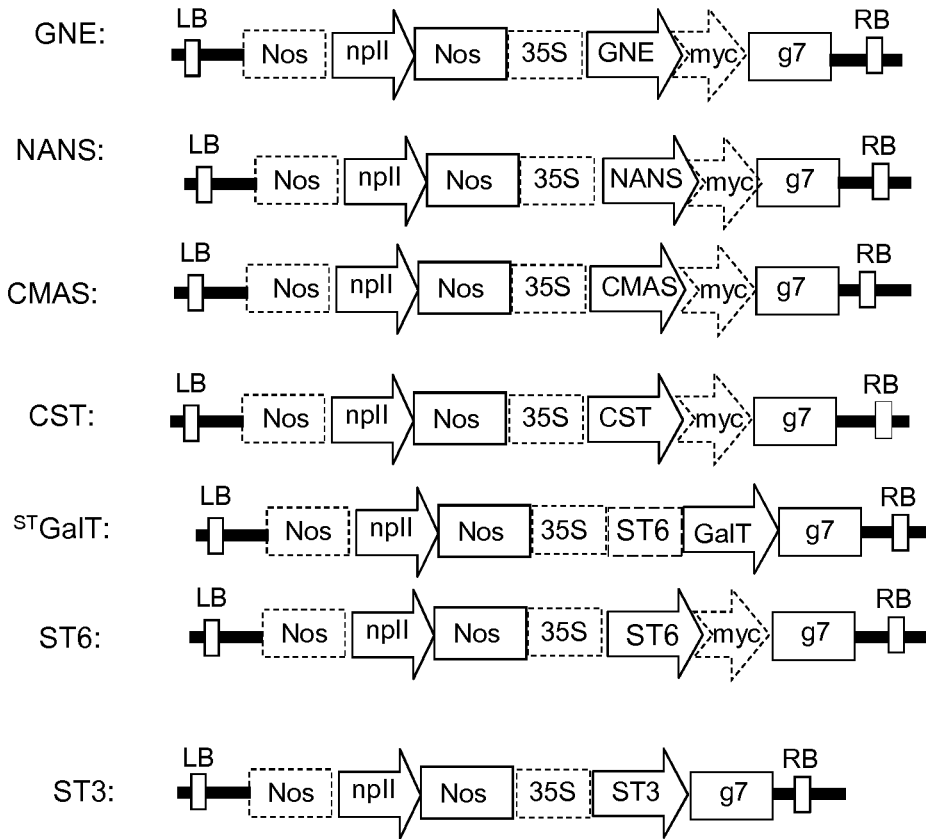 GNE: LB Nos npII Nos 35S GNE myc g7 RB
NANS: LB Nos npII Nos 35S NANS myc g7 RB
CMAS: LB Nos npII Nos 35S CMAS myc g7 RB
CST: LB Nos npII Nos 35S CST myc g7 RB
STGalT: LB Nos npII Nos 35S ST6 GalT g7 RB
ST6: LB Nos npII Nos 35S ST6 myc g7 RB
ST3: LB Nos npII Nos 35S ST3 g7 RB